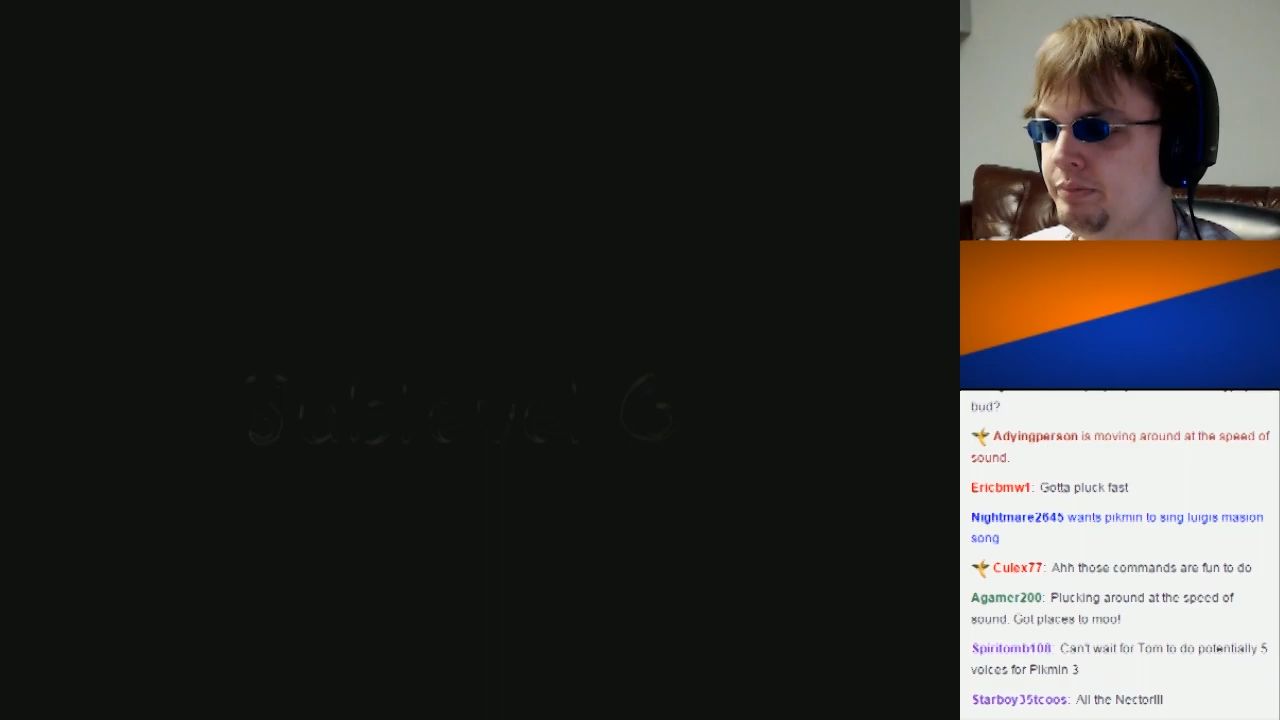 Sublevel 6
bud?
Adyingperson is moving around at the speed of
sound.
Ericbmw1: Gotta pluck fast
Nightmare2645 wants pikmin to sing luigis masion
song
Culex77: Ahh those commands are fun to do
Agamer200: Plucking around at the speed of
sound. Got places to moo!
Spiritomb108: Can't wait for Tom to do potentially 5
voices for Pikmin 3
Starboy35tcoos: All the Nector!!!